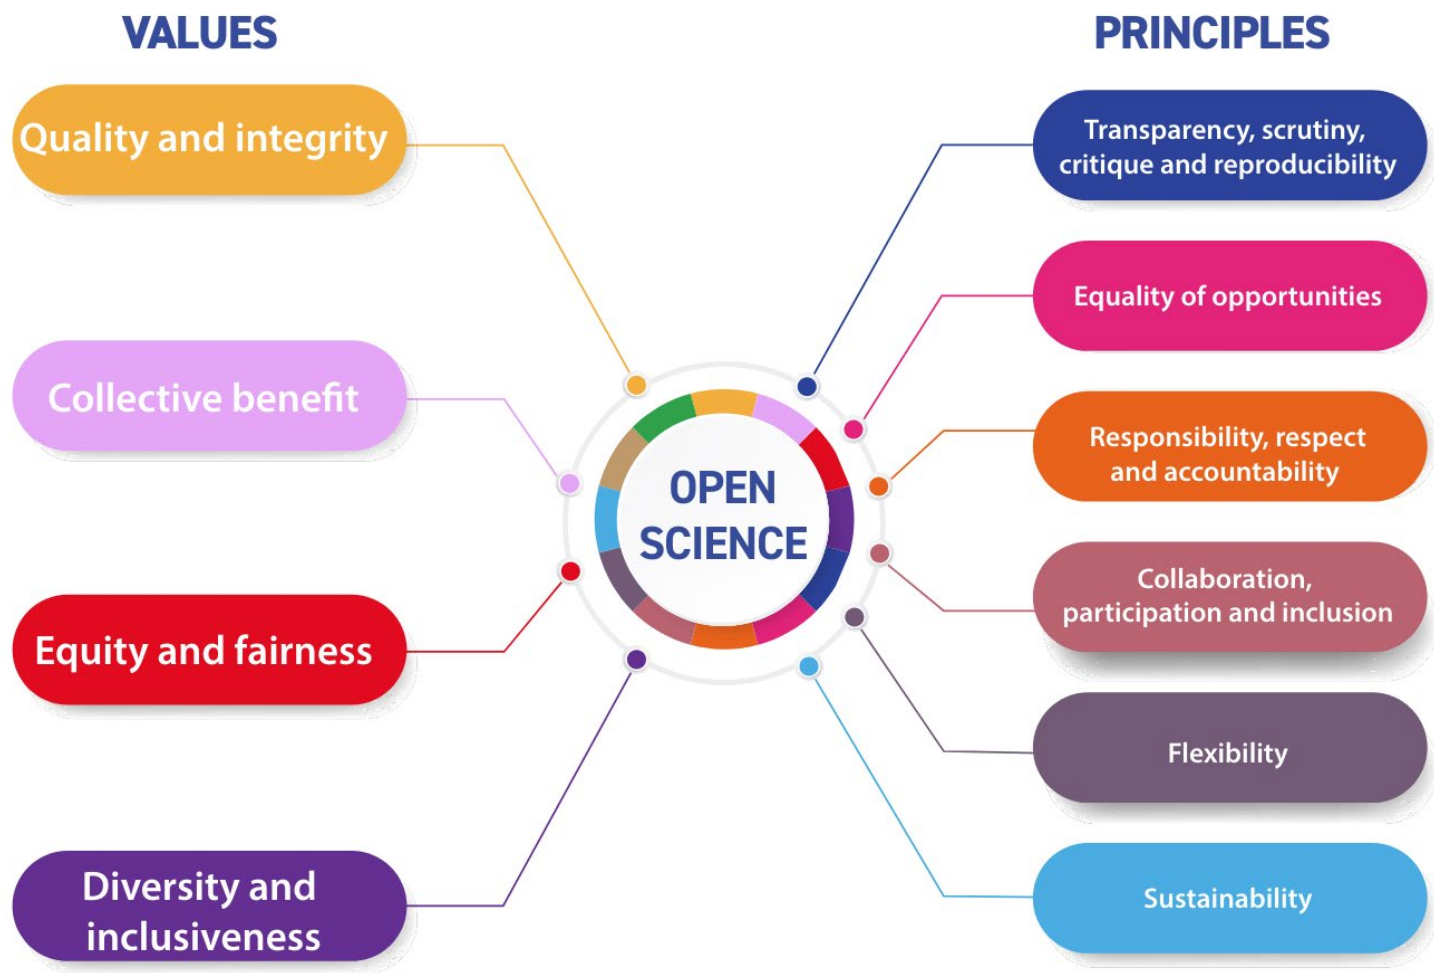 VALUES
Quality and integrity
Collective benefit
Equity and fairness
Diversity and
inclusiveness
OPEN
SCIENCE
PRINCIPLES
Transparency, scrutiny,
critique and reproducibility
Equality of opportunities
Responsibility, respect
and accountability
Collaboration,
participation and inclusion
Flexibility
Sustainability